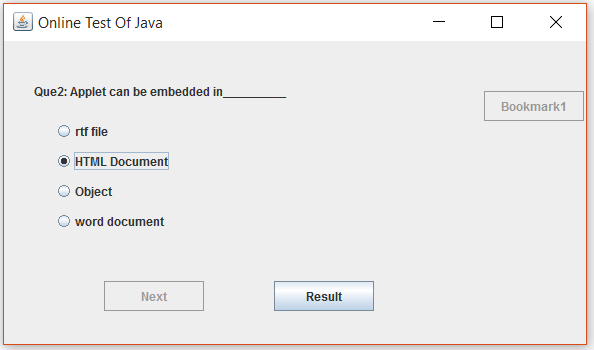 Online Test Of Java
Que2: Applet can be embedded in__________
Bookmark1
rtf file
HTML Document
Object
word document
Next
Result